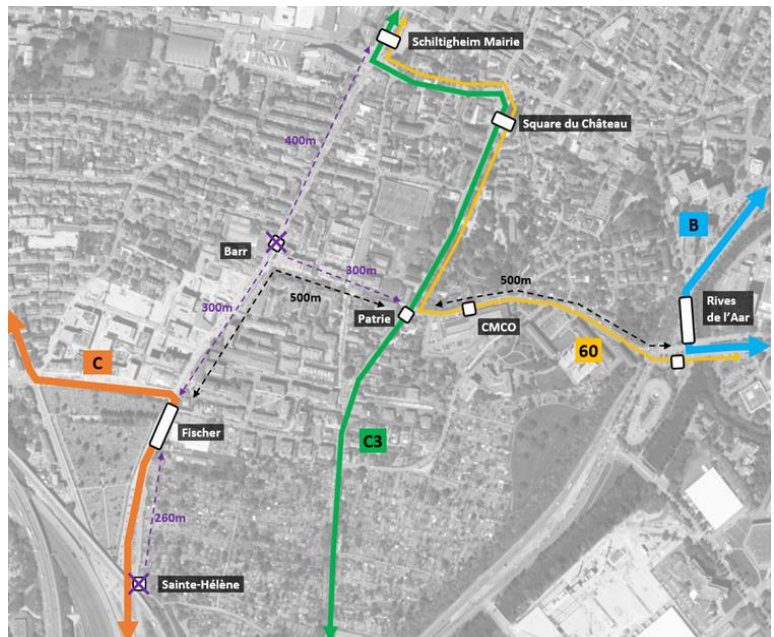 Schiltigheim Mairie
Square du Château
400m
B
Barr
300m
500m
300m
500m
Patrie
CMCO
Rives
de l'Aar
60
C
Fischer
C3
260m
Sainte-Hélène